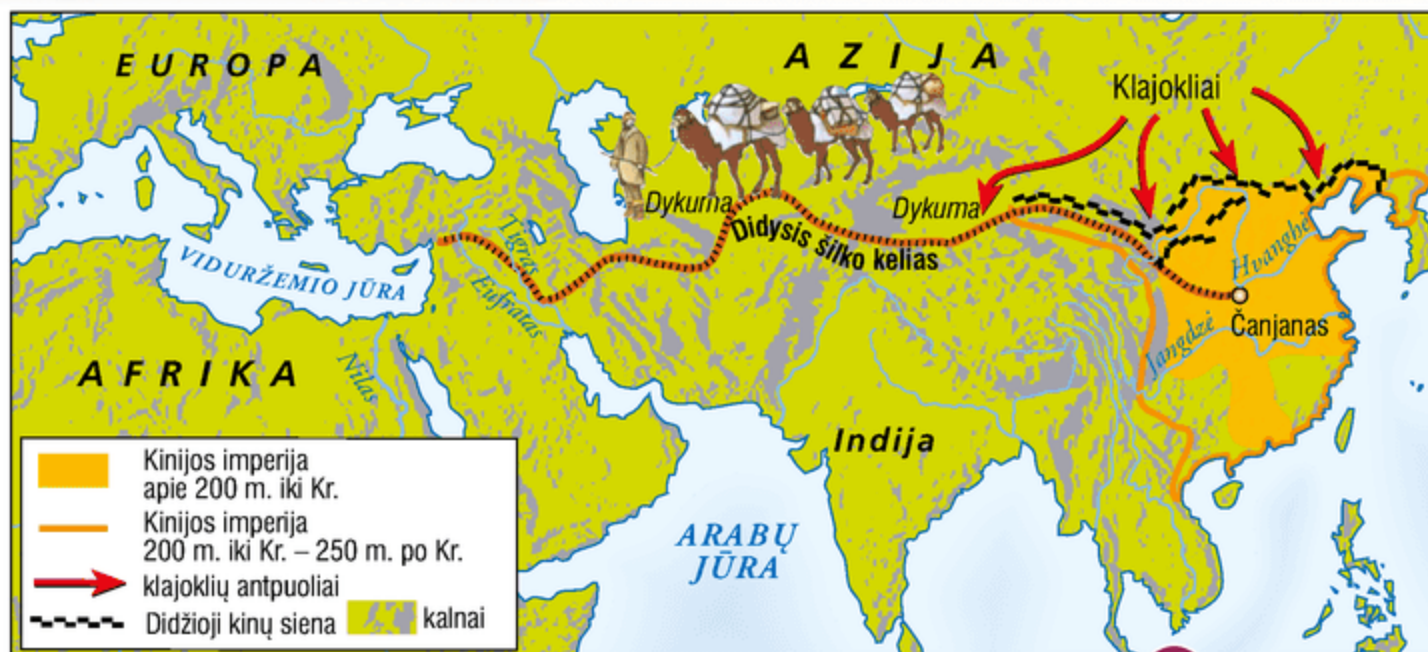 EUROPA
AZIJA
Klajokliai
Dykuma
Dykuma
Didysis šilko kelias
Tigras
Eufratas
VIDURŽEMIO JŪRA
Hvanghė
Čanjanas
Jangdzė
AFRIKA
Nilas
Indija
ARABŲ
JŪRA
Kinijos imperija
apie 200 m. iki Kr.
Kinijos imperija
200 m. iki Kr. – 250 m. po Kr.
klajoklių antpuoliai
Didžioji kinų siena
kalnai